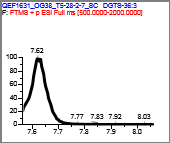 QEF1631_OG38_T5-28-2-7_SC DGTS-36:3
F: FTMS + p ESI Full ms [500.0000-2000.0000]
7.62
100
80
60
40
20
0
7.77 7.83 7.92 8.03
7.6 7.7 7.8 7.9 8.0